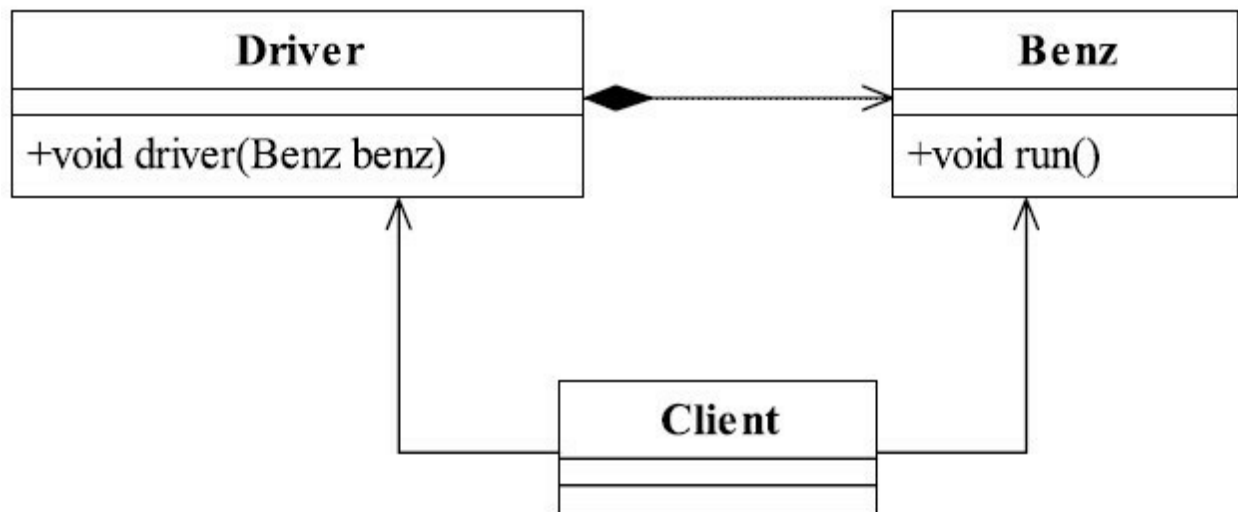 Driver
+void driver(Benz benz)
Benz
+void run()
Client